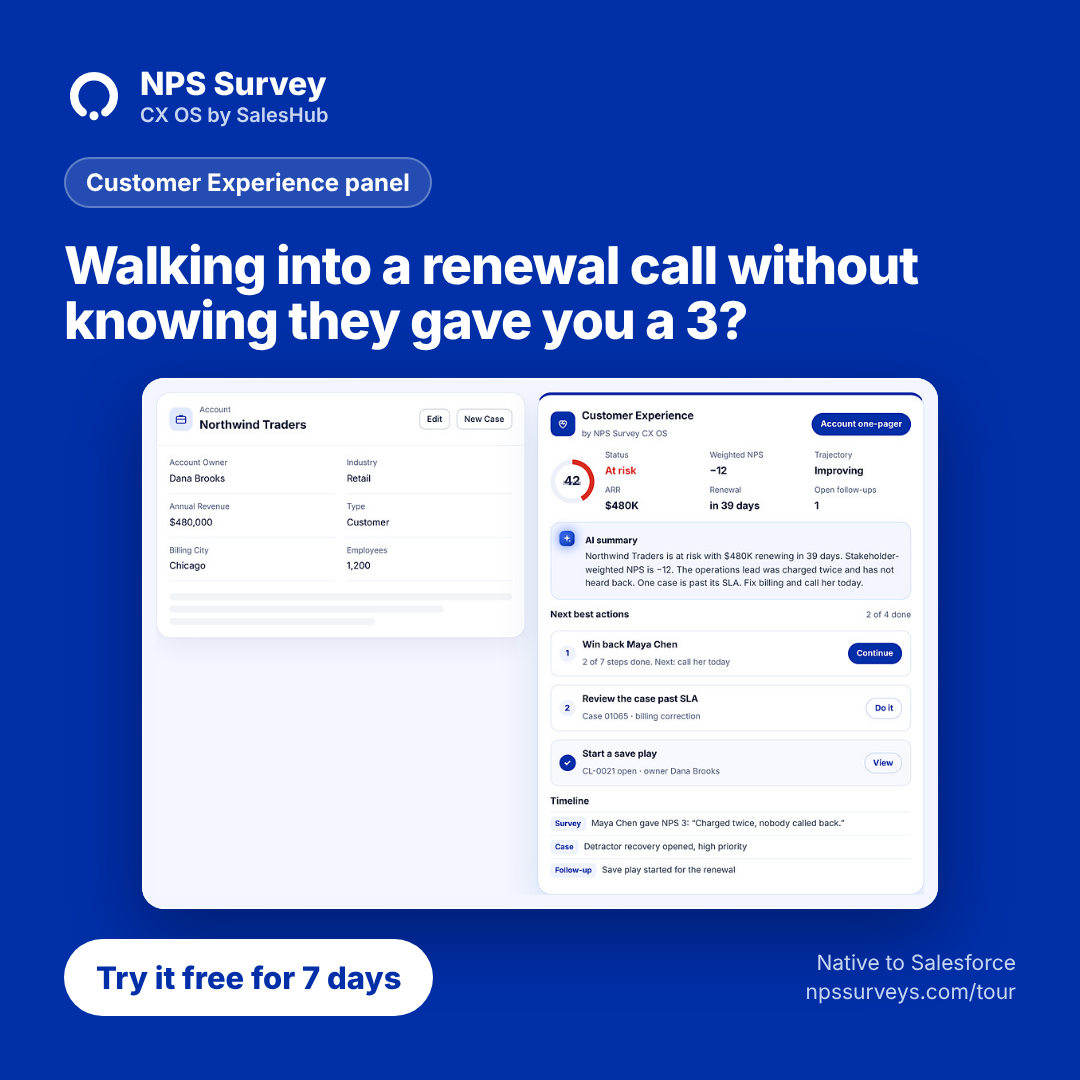 NPS Survey
CX OS by SalesHub
Customer Experience panel
Walking into a renewal call without
knowing they gave you a 3?
Account
Northwind Traders
Edit
New Case
Account Owner
Industry
Dana Brooks
Retail
Annual Revenue
Type
$480,000
Customer
Billing City
Employees
Chicago
1,200
Customer Experience
by NPS Survey CX OS
Account one-pager
42
Status
Weighted NPS
Trajectory
At risk
−12
Improving
ARR
Renewal
Open follow-ups
$480K
in 39 days
1
AI summary
Northwind Traders is at risk with $480K renewing in 39 days. Stakeholder-
weighted NPS is −12. The operations lead was charged twice and has not
heard back. One case is past its SLA. Fix billing and call her today.
Next best actions
2 of 4 done
1
Win back Maya Chen
2 of 7 steps done. Next: call her today
Continue
2
Review the case past SLA
Case 01065 · billing correction
Do it
Start a save play
CL-0021 open · owner Dana Brooks
View
Timeline
Survey Maya Chen gave NPS 3: “Charged twice, nobody called back.”
Case Detractor recovery opened, high priority
Follow-up Save play started for the renewal
Try it free for 7 days
Native to Salesforce
npssurveys.com/tour